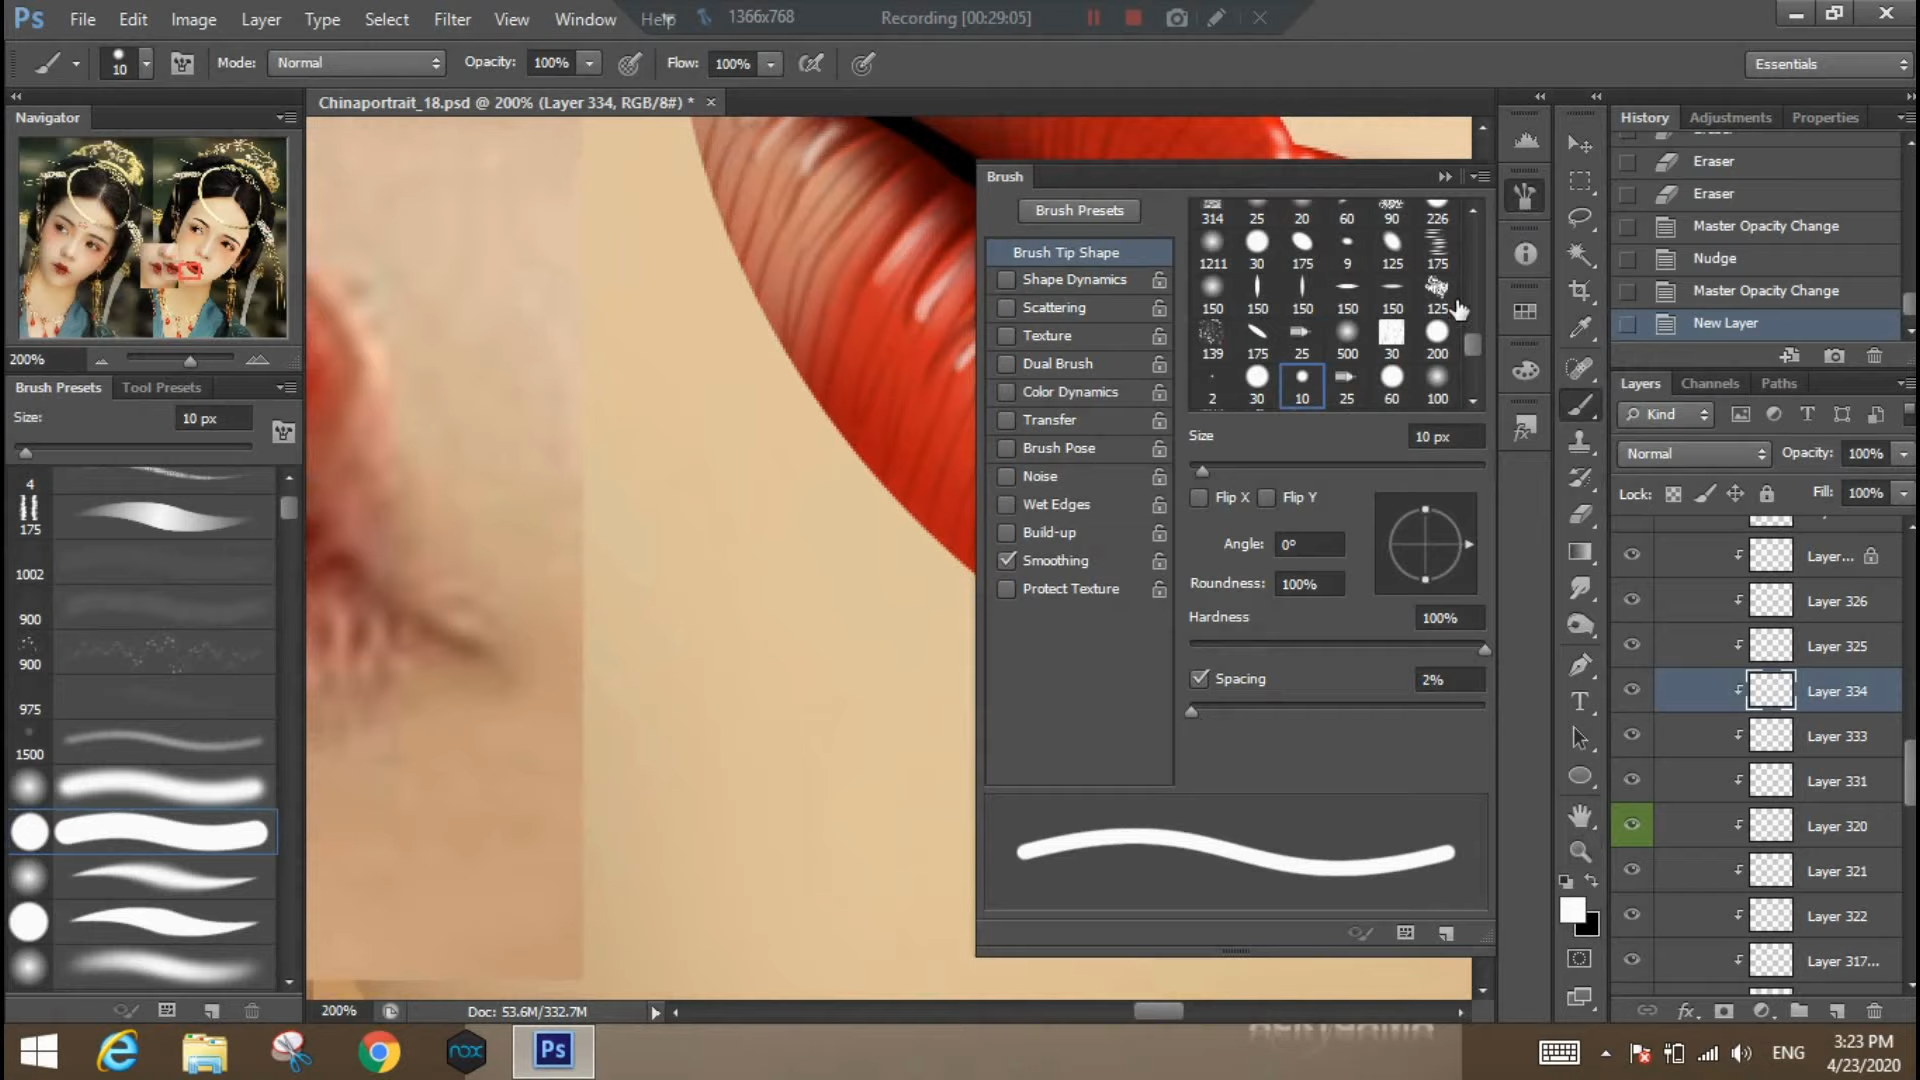 Ps File Edit Image Layer Type Select Filter View Window Help 1366x768 Recording [00:29:05]
10 Mode: Normal Opacity: 100% Flow: 100% Essentials
Navigator
Chinaportrait_18.psd @ 200% (Layer 334, RGB/8#) *
History Adjustments Properties
Eraser
Eraser
Eraser
Master Opacity Change
Nudge
Master Opacity Change
New Layer
200%
Brush Presets Tool Presets
Size: 10 px
4
175
1002
900
900
975
1500
Brush
Brush Presets
Brush Tip Shape
Shape Dynamics
Scattering
Texture
Dual Brush
Color Dynamics
Transfer
Brush Pose
Noise
Wet Edges
Build-up
Smoothing
Protect Texture
314 25 20 60 90 226
1211 30 175 9 125 175
150 150 150 150 150 125
139 175 25 500 30 200
2 30 10 25 60 100
Size 10 px
Flip X Flip Y
Angle: 0º
Roundness: 100%
Hardness 100%
Spacing 2%
Layers Channels Paths
Kind
Normal Opacity: 100%
Lock: Fill: 100%
Layer...
Layer 326
Layer 325
Layer 334
Layer 333
Layer 331
Layer 320
Layer 321
Layer 322
Layer 317...
200% Doc: 53.6M/332.7M
nox Ps ENG 3:23 PM
4/23/2020